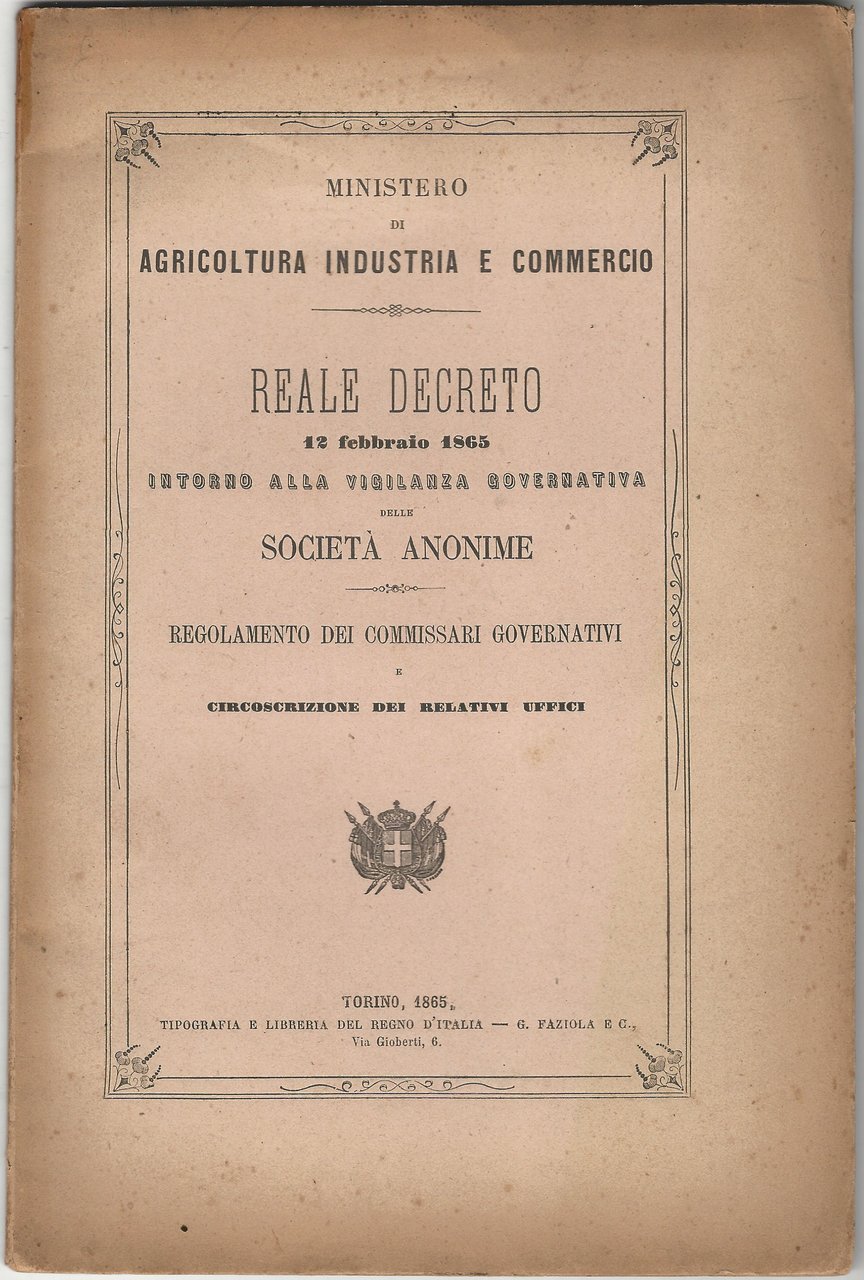 MINISTERO
DI
AGRICOLTURA INDUSTRIA E COMMERCIO
REALE DECRETO
12 febbraio 1865
INTORNO ALLA VIGILANZA GOVERNATIVA
DELLE
SOCIETÀ ANONIME
REGOLAMENTO DEI COMMISSARI GOVERNATIVI
E
CIRCOSCRIZIONE DEI RELATIVI UFFICI
TORINO, 1865,
TIPOGRAFIA E LIBRERIA DEL REGNO D'ITALIA — G. FAZIOLA E C.,
Via Gioberti, 6.